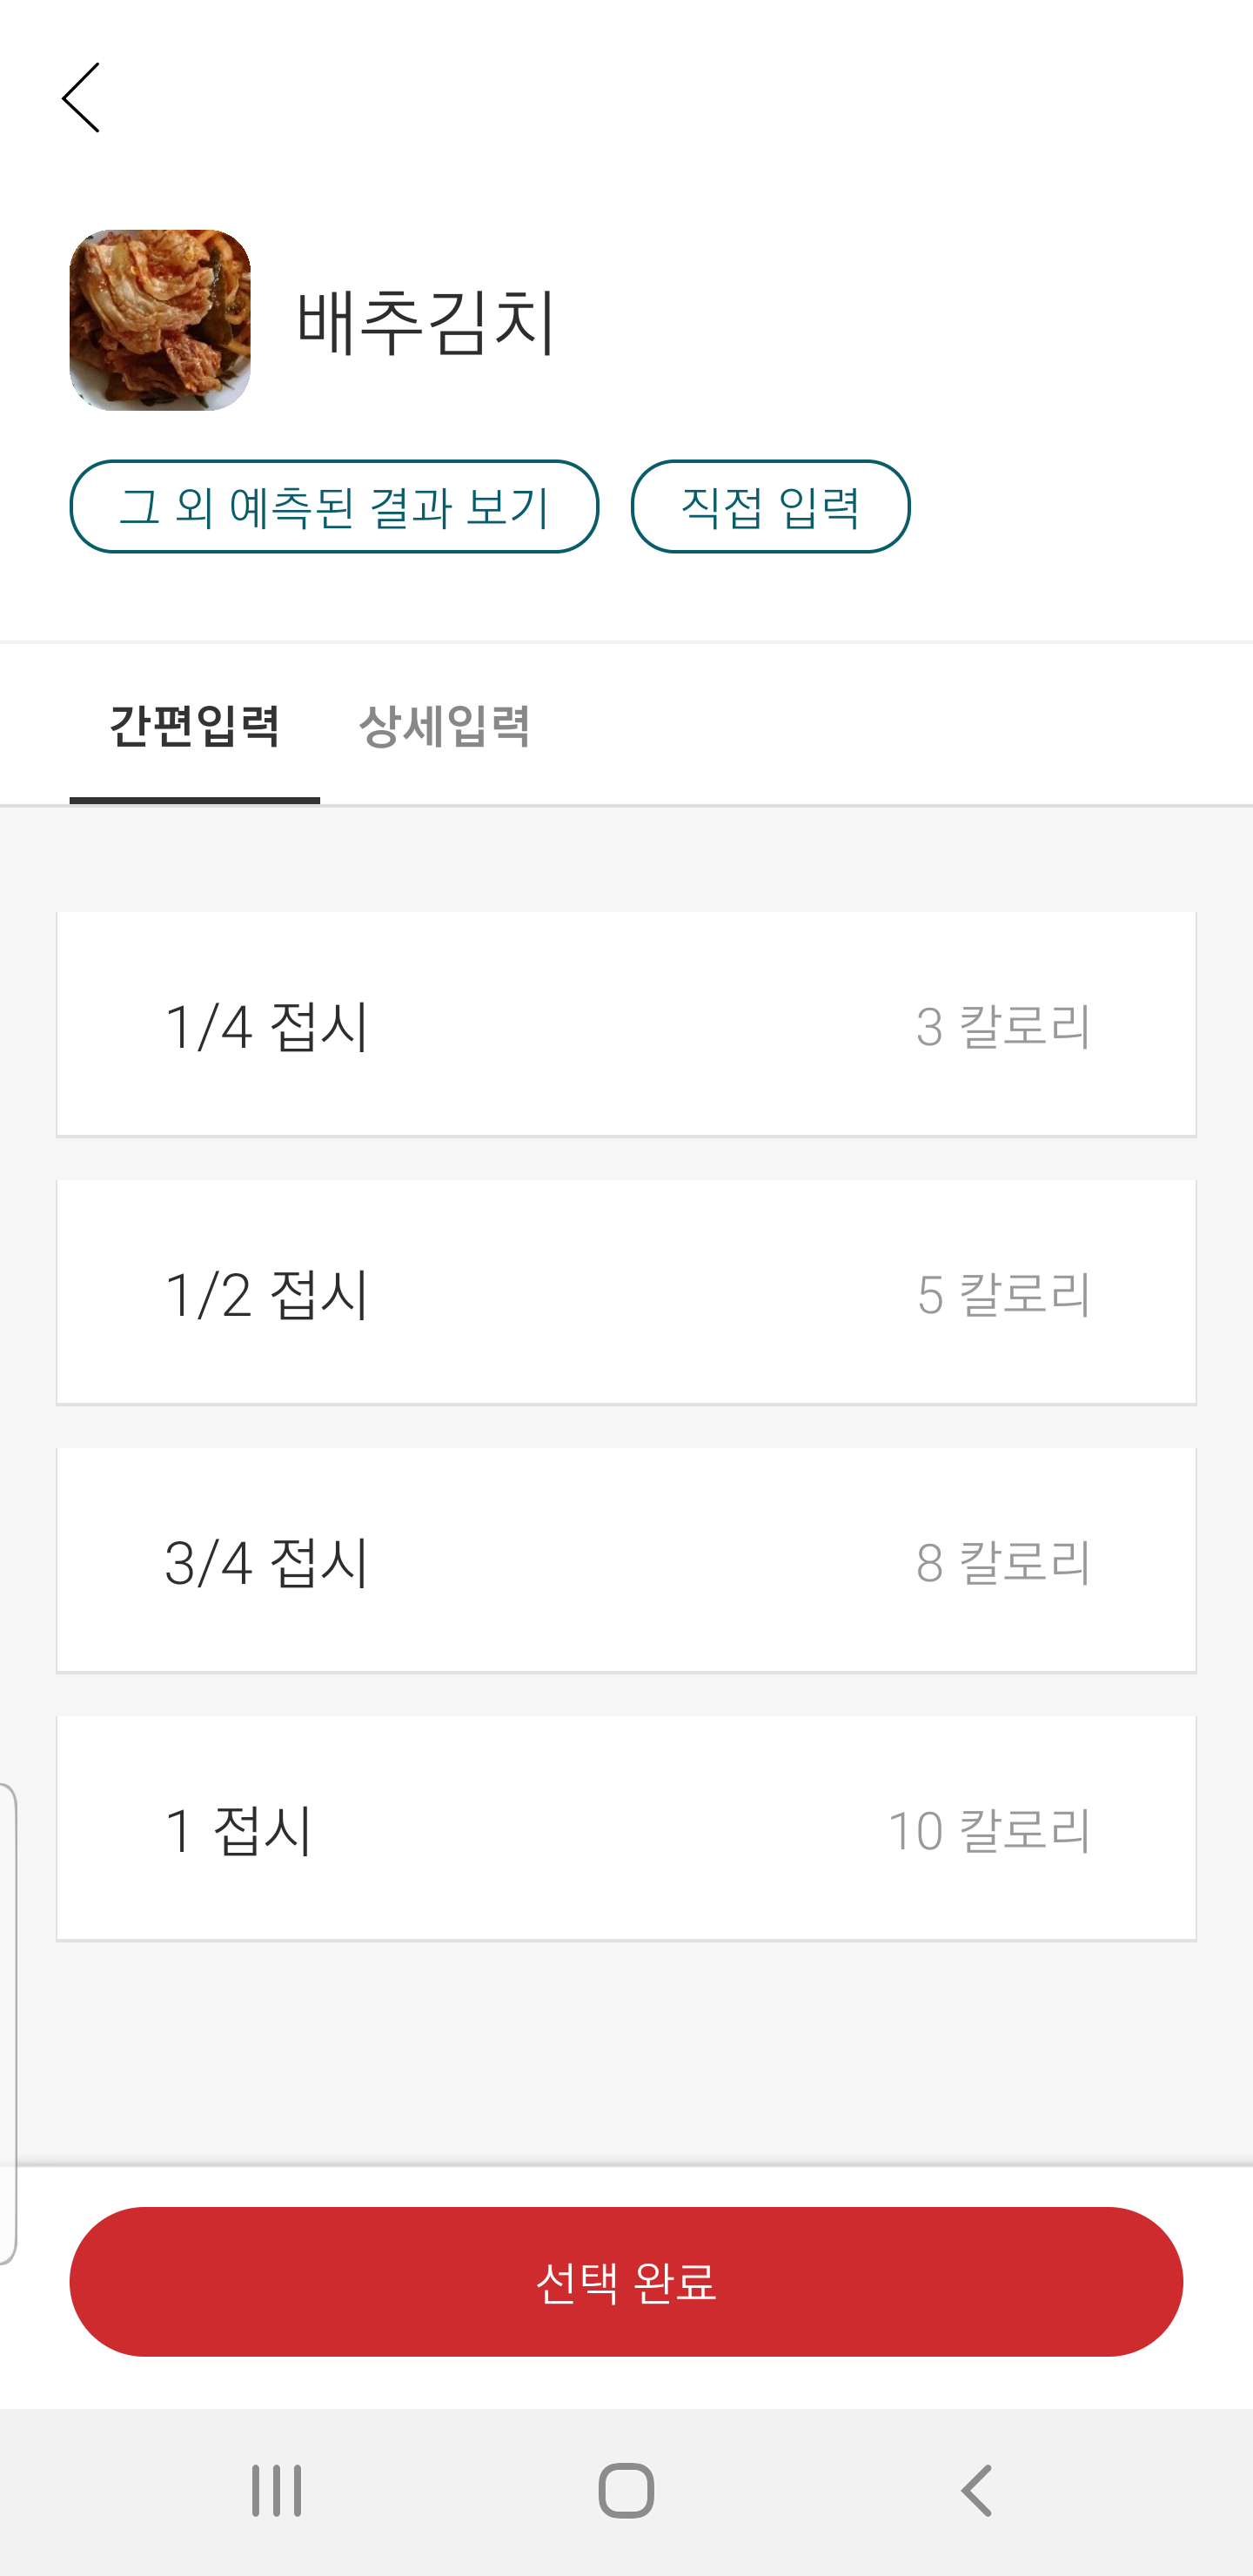 배추김치
그 외 예측된 결과 보기 직접 입력
간편입력 상세입력
1/4 접시 3 칼로리
1/2 접시 5 칼로리
3/4 접시 8 칼로리
1 접시 10 칼로리
선택 완료